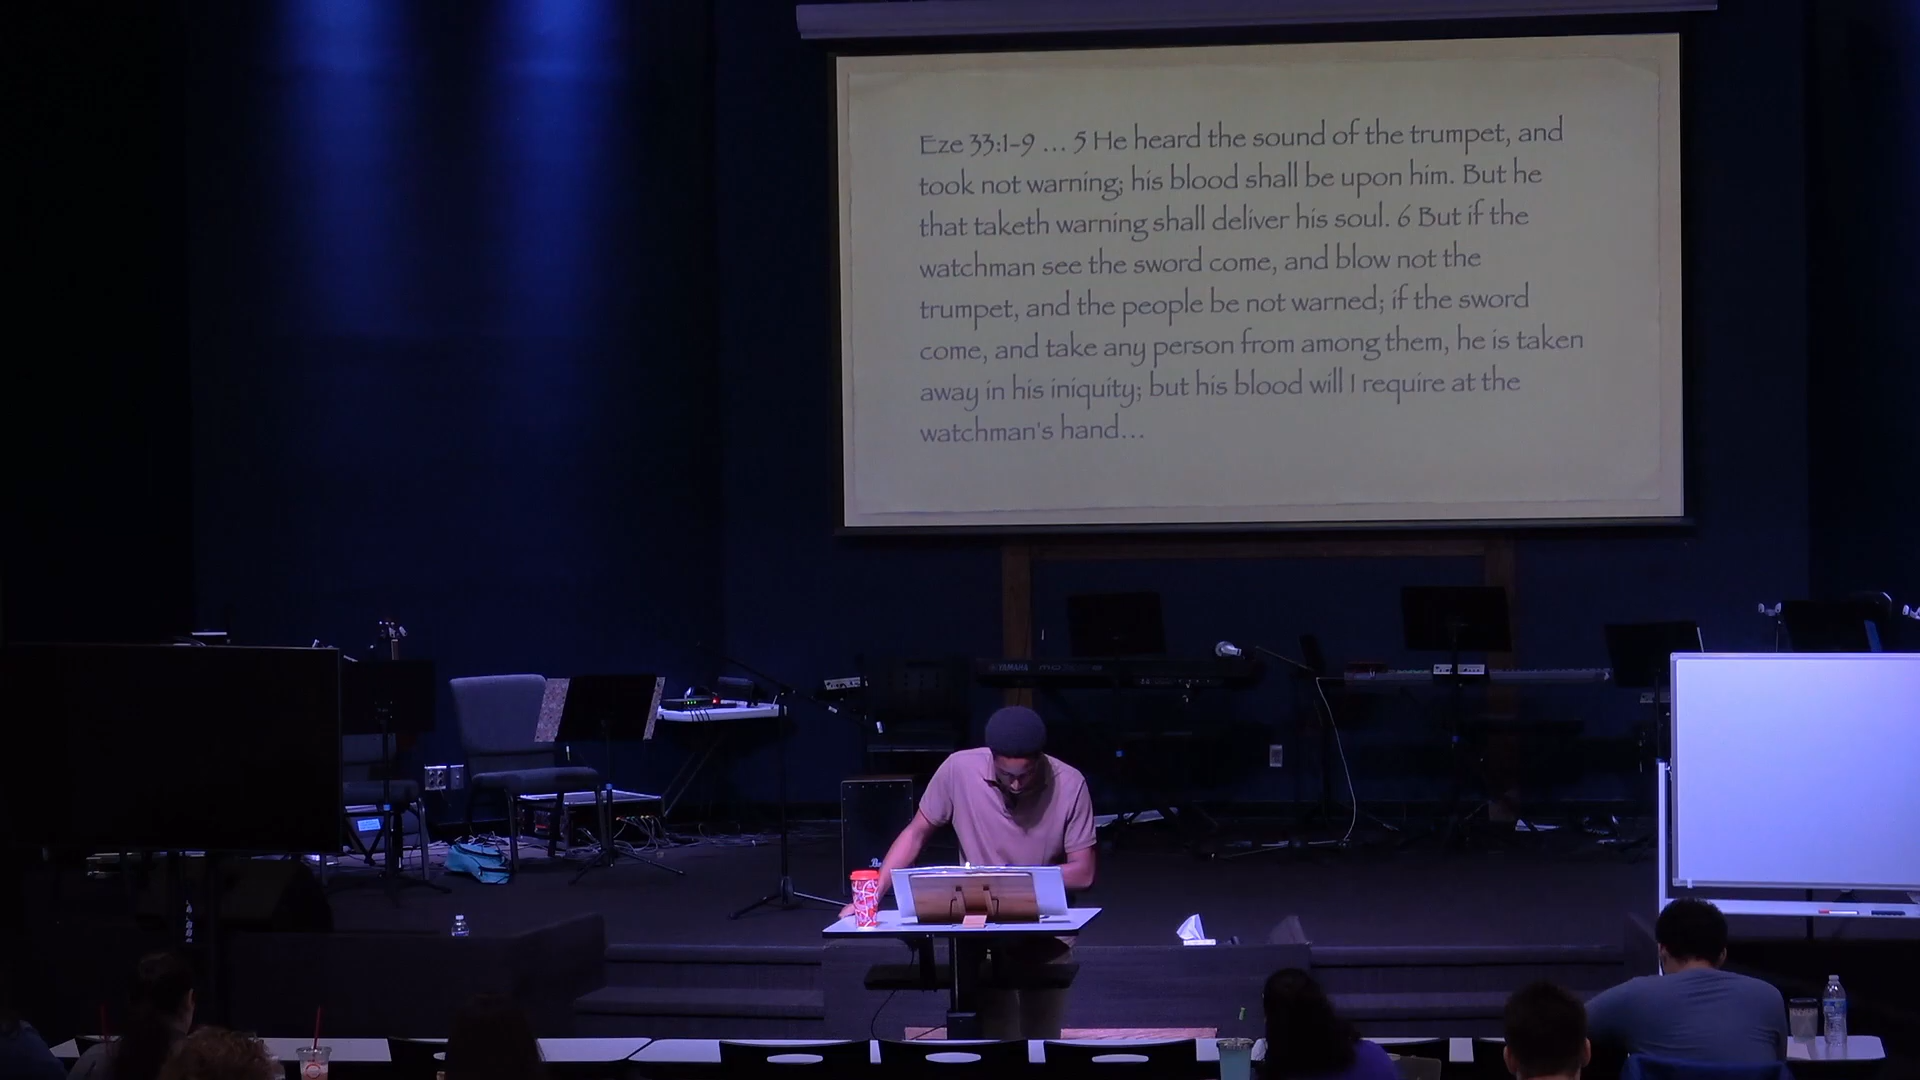 Eze 33:1-9 … 5 He heard the sound of the trumpet, and
took not warning; his blood shall be upon him. But he
that taketh warning shall deliver his soul. 6 But if the
watchman see the sword come, and blow not the
trumpet, and the people be not warned; if the sword
come, and take any person from among them, he is taken
away in his iniquity; but his blood will I require at the
watchman's hand…
YAMAHA